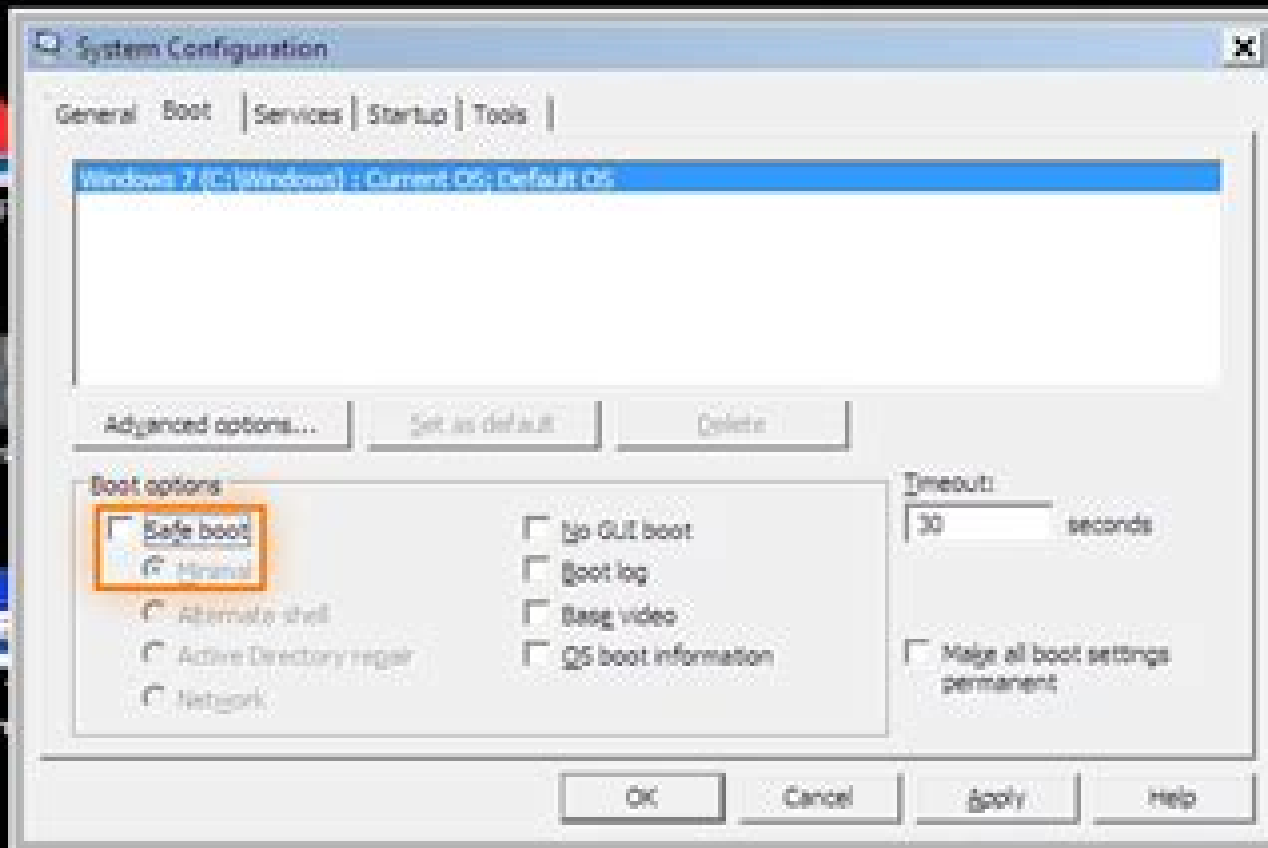 System Configuration
General Boot Services Startup Tools
Windows 7 (C:\Windows) : Current OS; Default OS
Advanced options... Set as default Delete
Boot options
Timeout:
Safe boot No GUI boot 30 seconds
Minimal Boot log
Alternate shell Base video
Active Directory repair OS boot information Make all boot settings
permanent
Network
OK Cancel Apply Help